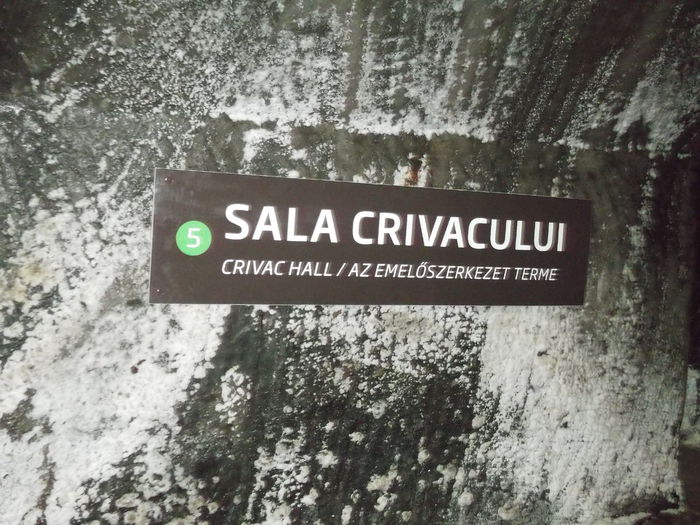 5
SALA CRIVACULUI
CRIVAC HALL / AZ EMELŐSZERKEZET TERME